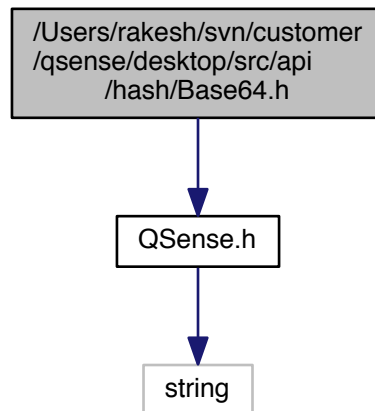 /Users/rakesh/svn/customer
/qsense/desktop/src/api
/hash/Base64.h
QSense.h
string